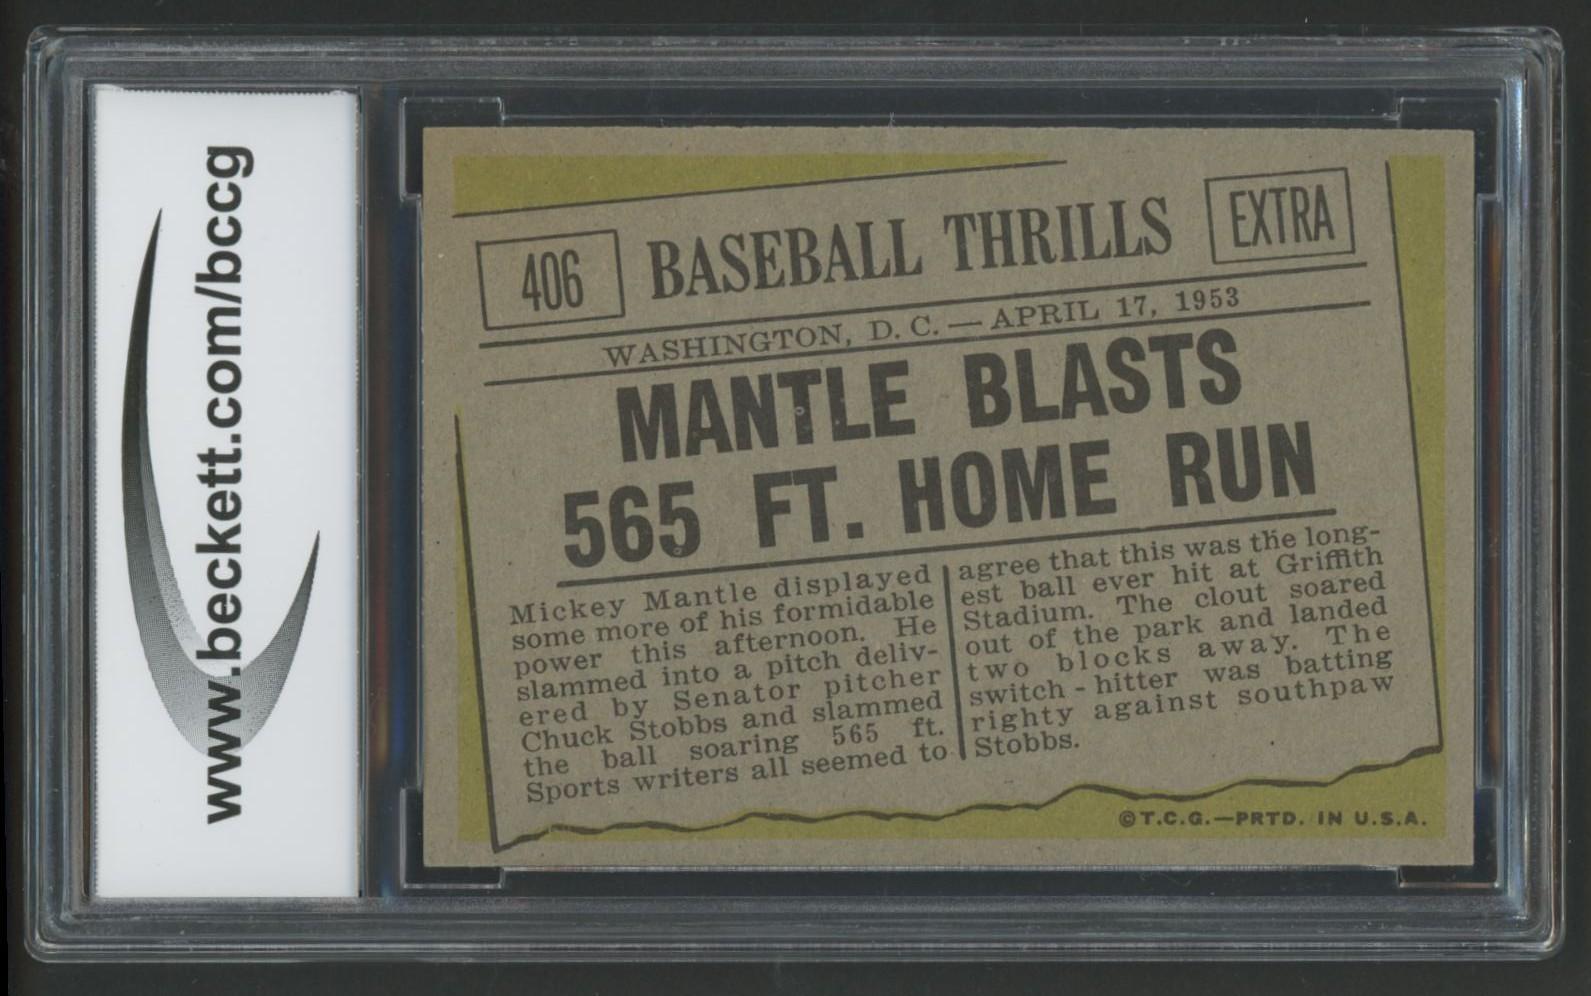 www.beckett.com/bccg
406
BASEBALL THRILLS
EXTRA
WASHINGTON, D. C. — APRIL 17, 1953
MANTLE BLASTS
565 FT. HOME RUN
Mickey Mantle displayed
some more of his formidable
power this afternoon. He
slammed into a pitch deliv-
ered by Senator pitcher
Chuck Stobbs and slammed
the ball soaring 565 ft.
Sports writers all seemed to
agree that this was the long-
est ball ever hit at Griffith
Stadium. The clout soared
out of the park and landed
two blocks away. The
switch-hitter was batting
righty against southpaw
Stobbs.
©T.C.G.—PRTD. IN U.S.A.